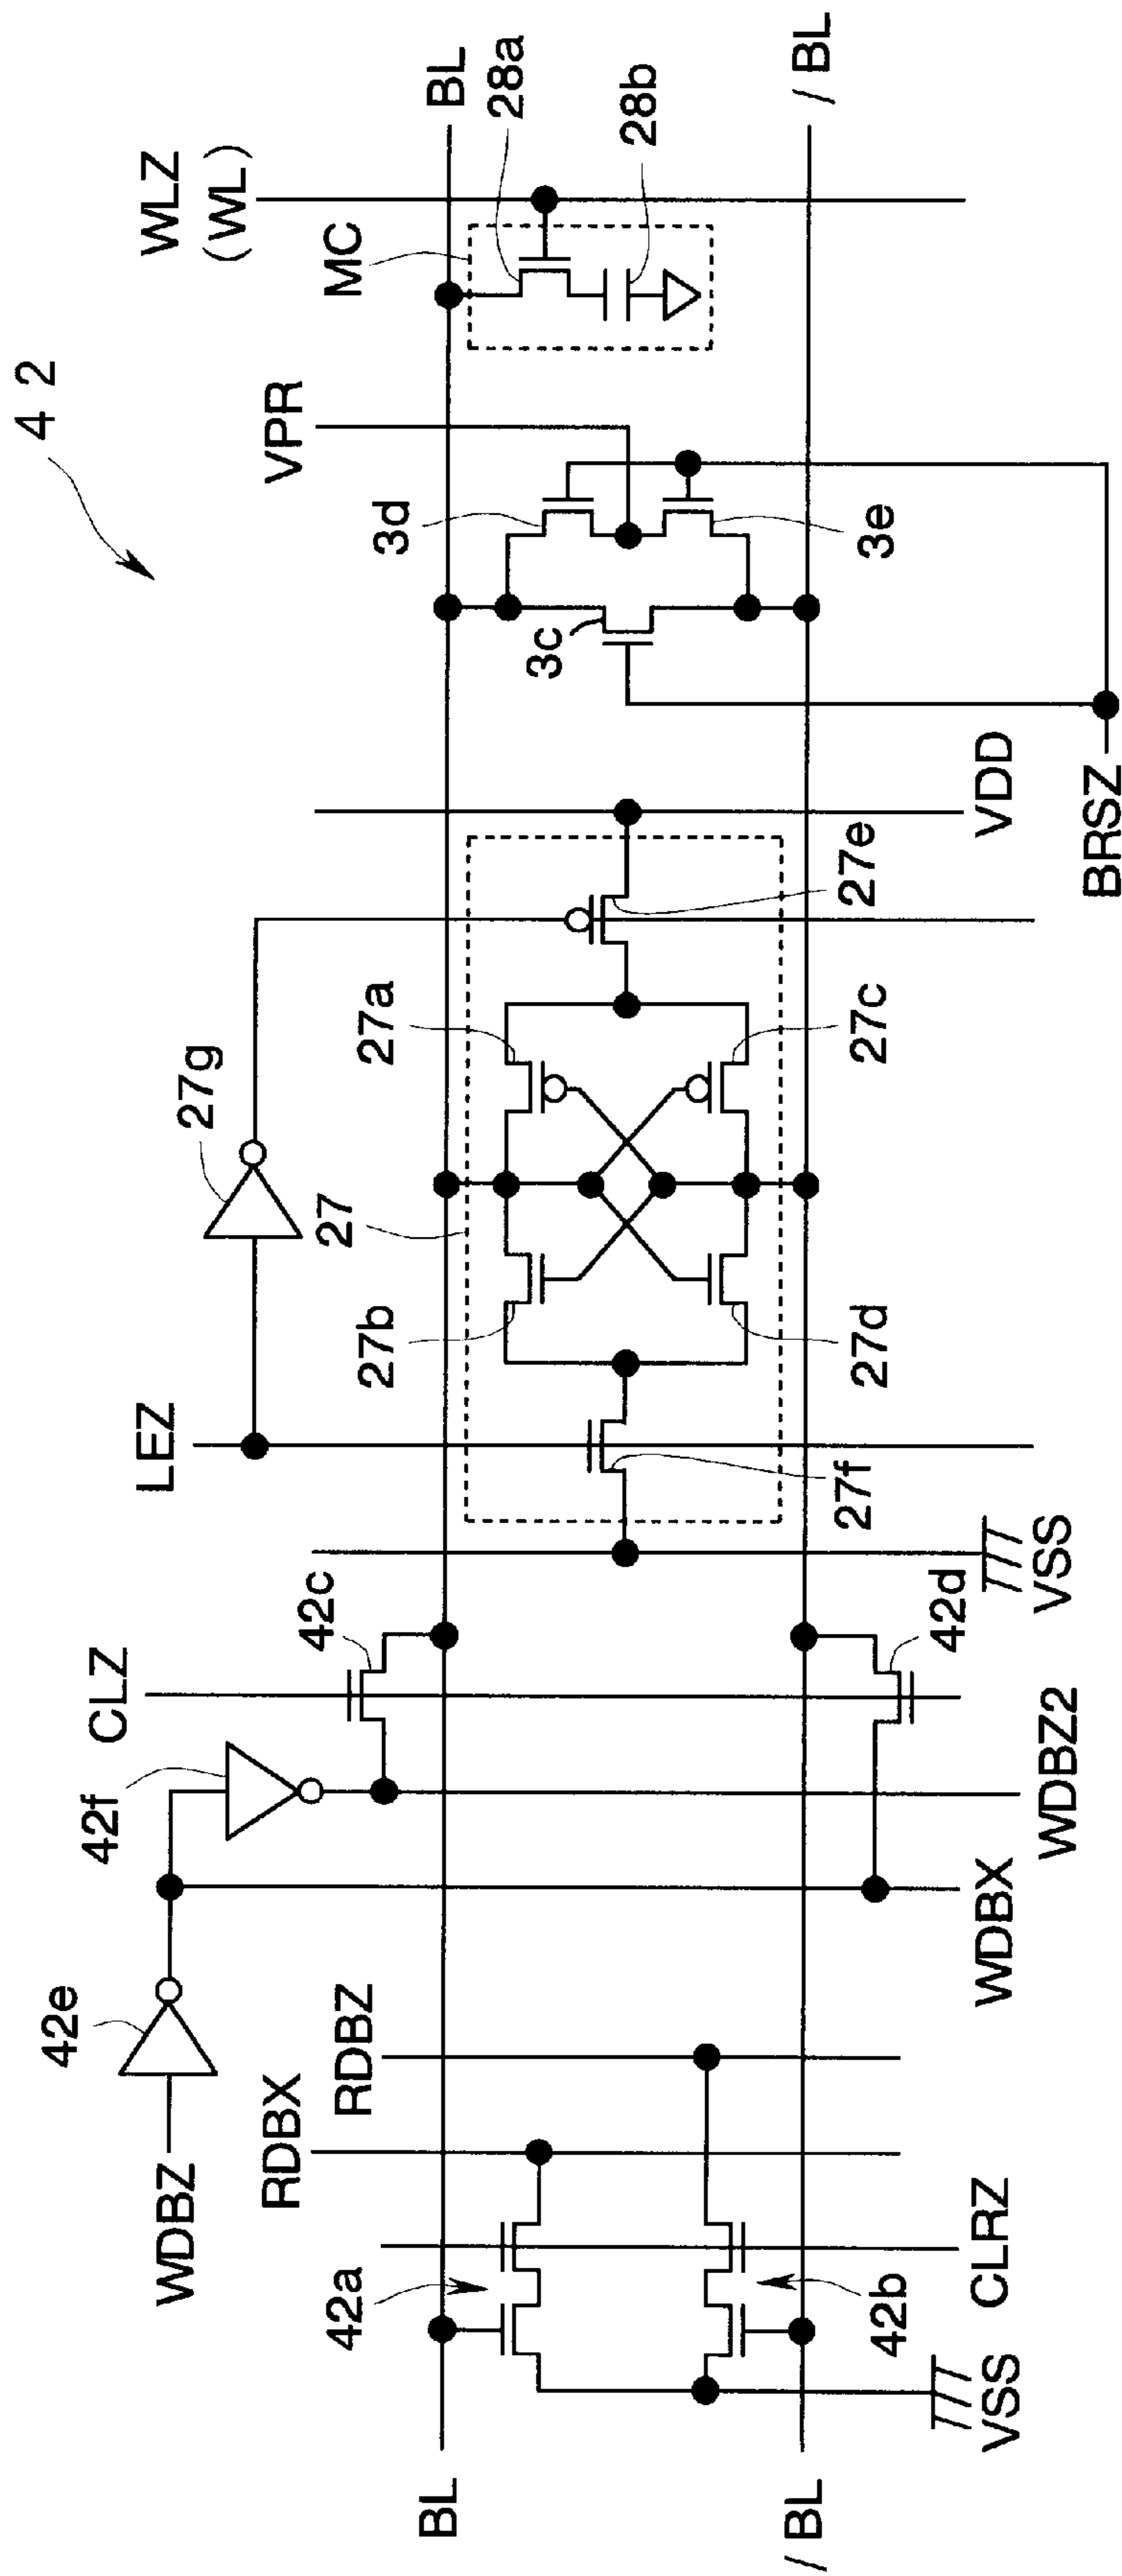 4 2
WLZ
(WL)
BL
28a
MC
28b
/ BL
VPR
3d
3e
3c
BRSZ
VDD
27e
27a
27c
27g
27
27b
27d
LEZ
27f
VSS
42c
42d
CLZ
42f
WDBZ2
WDBX
42e
WDBZ
RDBZ
RDBX
42a
42b
CLRZ
VSS
BL
/ BL